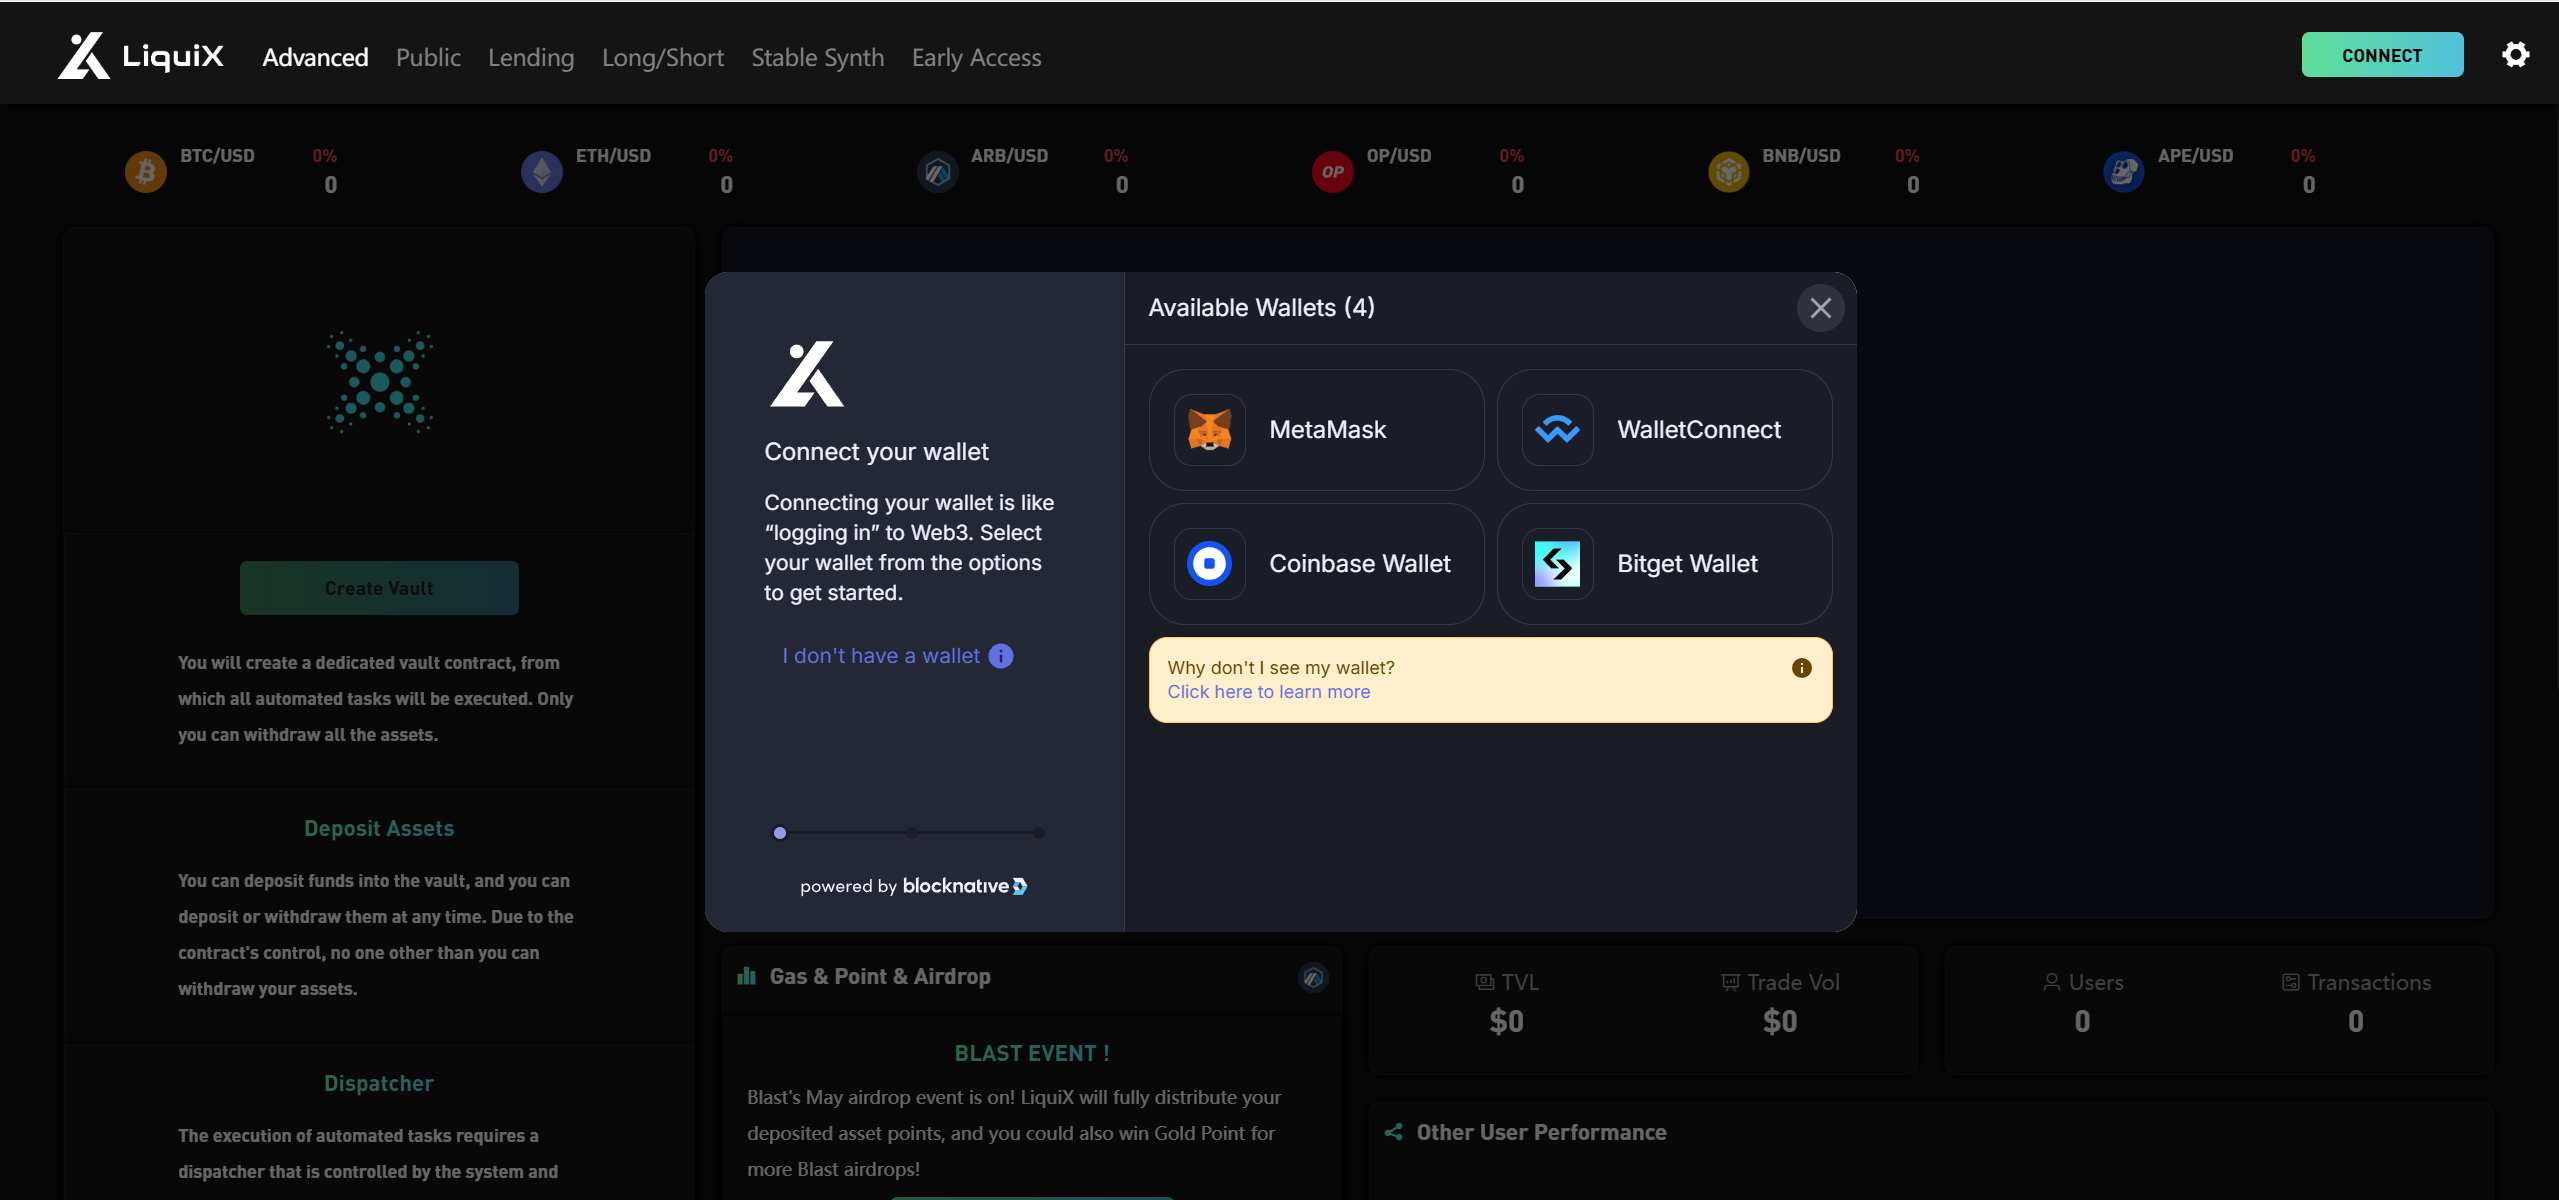 LiquiX
Advanced
Public
Lending
Long/Short
Stable Synth
Early Access
CONNECT
BTC/USD
0%
0
ETH/USD
0%
0
ARB/USD
0%
0
OP
OP/USD
0%
0
BNB/USD
0%
0
APE/USD
0%
0
Create Vault
You will create a dedicated vault contract, from
which all automated tasks will be executed. Only
you can withdraw all the assets.
Deposit Assets
You can deposit funds into the vault, and you can
deposit or withdraw them at any time. Due to the
contract's control, no one other than you can
withdraw your assets.
Dispatcher
The execution of automated tasks requires a
dispatcher that is controlled by the system and
Connect your wallet
Connecting your wallet is like
“logging in” to Web3. Select
your wallet from the options
to get started.
I don't have a wallet
powered by blocknative
Available Wallets (4)
MetaMask
WalletConnect
Coinbase Wallet
Bitget Wallet
Why don't I see my wallet?
Click here to learn more
Gas & Point & Airdrop
BLAST EVENT !
Blast's May airdrop event is on! LiquiX will fully distribute your
deposited asset points, and you could also win Gold Point for
more Blast airdrops!
TVL
$0
Trade Vol
$0
Users
0
Transactions
0
Other User Performance